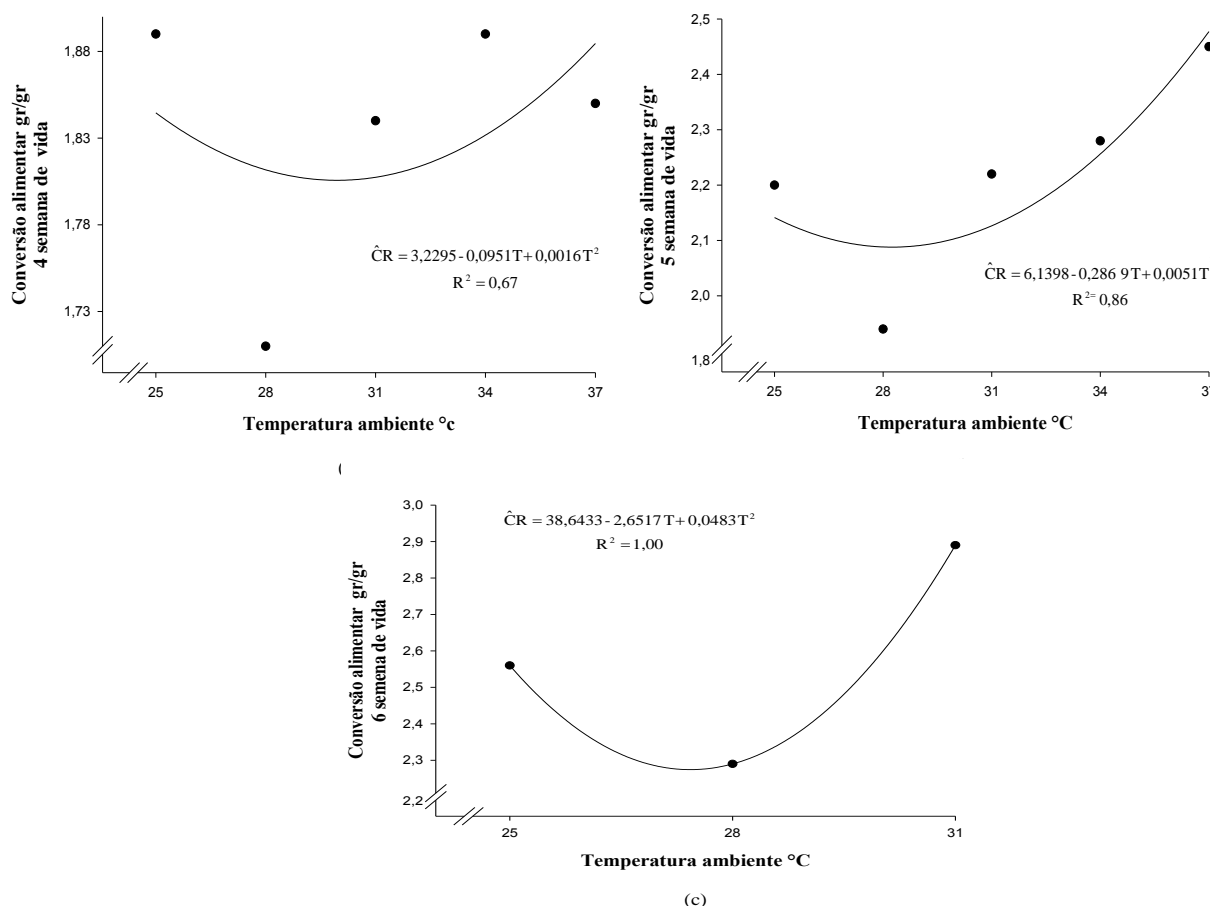 1,88
1,83
1,78
1,73
Conversão alimentar gr/gr
4 semana de vida
ĈR = 3,2295 - 0,0951T + 0,0016T²
R² = 0,67
25 28 31 34 37
Temperatura ambiente °c
2,5
2,4
2,3
2,2
2,1
2,0
1,8
Conversão alimentar gr/gr
5 semana de vida
ĈR = 6,1398 - 0,286 9T + 0,0051T
R²⁼ 0,86
25 28 31 34
Temperatura ambiente °C
3,0
2,9
2,8
2,7
2,6
2,5
2,4
2,3
2,2
Conversão alimentar gr/gr
6 semena de vida
ĈR = 38,6433 - 2,6517T + 0,0483T²
R² = 1,00
25 28 31
Temperatura ambiente °C
(c)